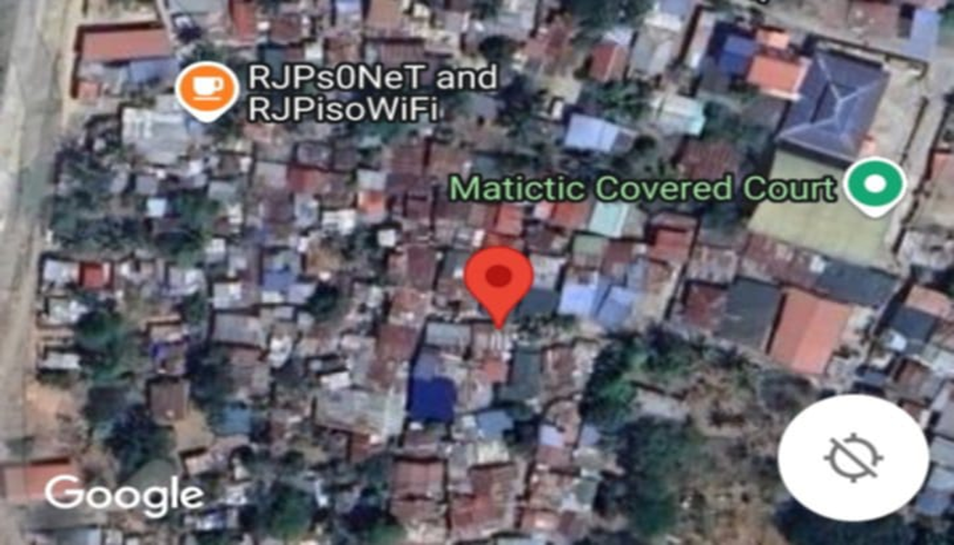 RJPs0NeT and
RJPisoWiFi
Matictic Covered Court
Google